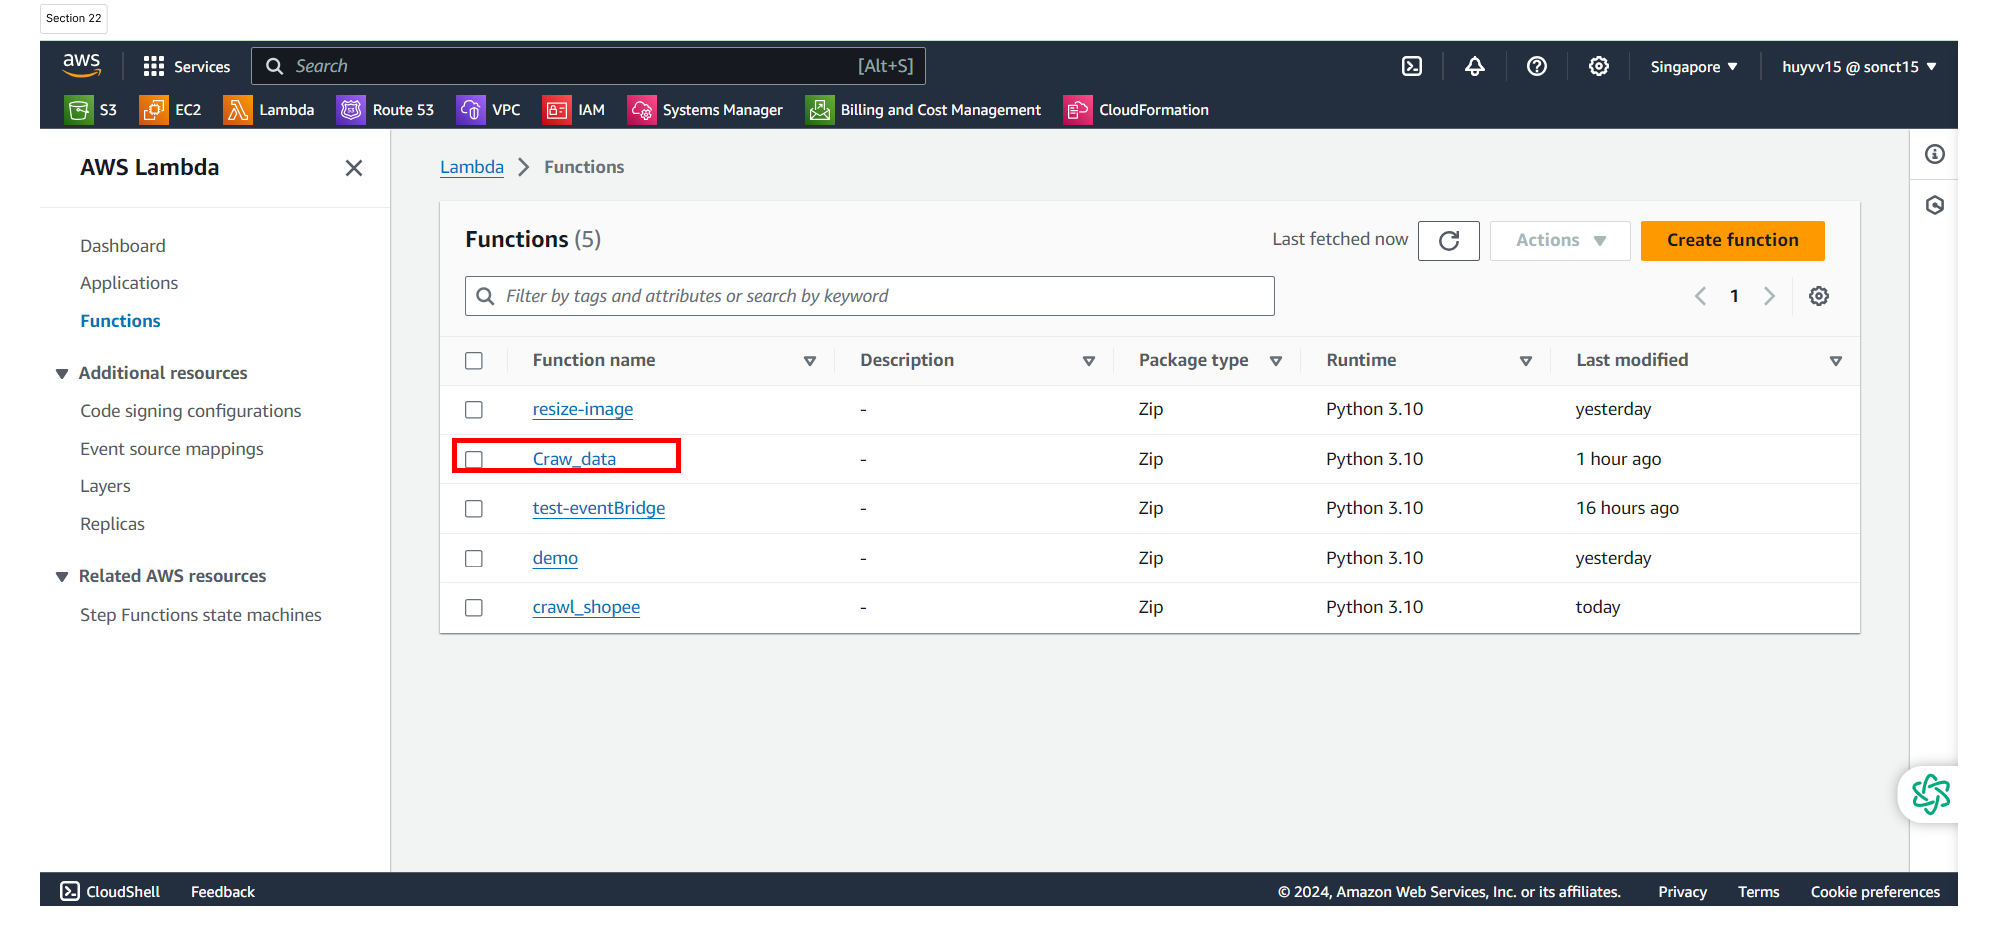 Section 22
aws Services Search [Alt+S] Singapore huyvv15 @ sonct15
S3 EC2 Lambda Route 53 VPC IAM Systems Manager Billing and Cost Management CloudFormation
AWS Lambda
Dashboard
Applications
Functions
Additional resources
Code signing configurations
Event source mappings
Layers
Replicas
Related AWS resources
Step Functions state machines
Lambda Functions
Functions (5) Last fetched now Actions Create function
Filter by tags and attributes or search by keyword 1
Function name Description Package type Runtime Last modified
resize-image - Zip Python 3.10 yesterday
Craw_data - Zip Python 3.10 1 hour ago
test-eventBridge - Zip Python 3.10 16 hours ago
demo - Zip Python 3.10 yesterday
crawl_shopee - Zip Python 3.10 today
CloudShell Feedback © 2024, Amazon Web Services, Inc. or its affiliates. Privacy Terms Cookie preferences